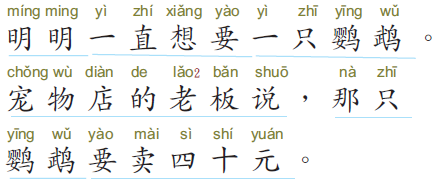 míng ming yì zhí xiǎng yào yì zhī yīng wǔ
明明一直想要一只鹦鹉。
chǒng wù diàn de lǎo2 bǎn shuō nà zhī
宠物店的老板说，那只
yīng wǔ yào mài sì shí yuán
鹦鹉要卖四十元。